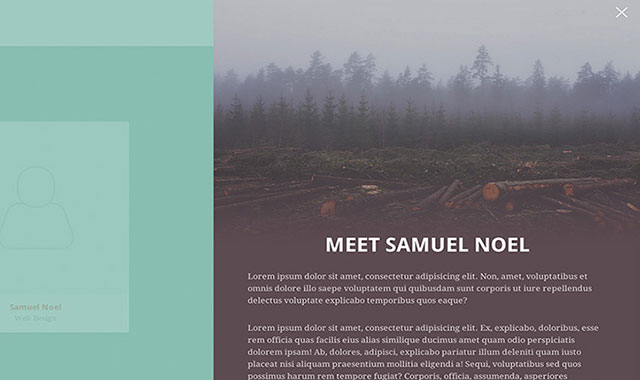 MEET SAMUEL NOEL
Lorem ipsum dolor sit amet, consectetur adipisicing elit. Non, amet, voluptatibus et
omnis dolore illo saepe voluptatem qui quibusdam sunt corporis ut iure repellendus
delectus voluptate explicabo temporibus quos eaque?
Lorem ipsum dolor sit amet, consectetur adipisicing elit. Ex, explicabo, doloribus, esse
rem officia quas facilis eius alias similique ducimus amet quam odio perspiciatis
dolorem ipsam! Ab, dolores, adipisci, explicabo pariatur illum deleniti quam iusto
placeat nisi aliquam praesentium mollitia eligendi a! Sequi, voluptatibus sed quos
possimus harum rem tempore fugiat? Corporis, officia, assumenda, asperiores
Samuel Noel
Web Design